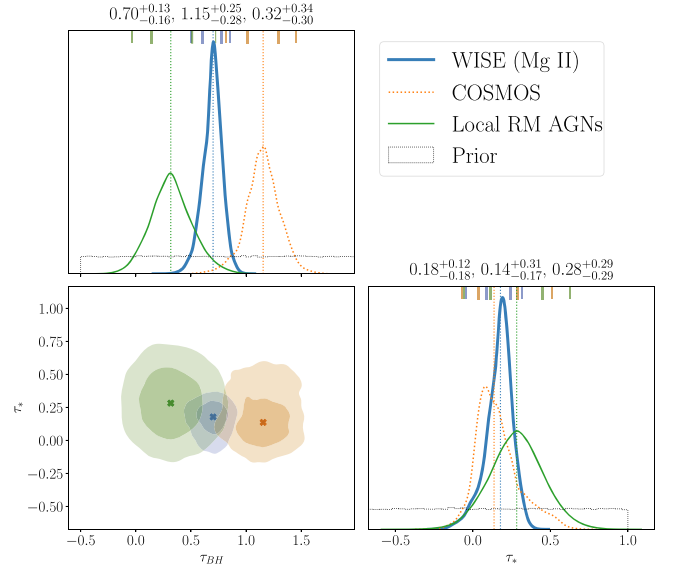 0.70^{+0.13}_{-0.16}, 1.15^{+0.25}_{-0.28}, 0.32^{+0.34}_{-0.30}
WISE (Mg II)
COSMOS
Local RM AGNs
Prior
0.18^{+0.12}_{-0.18}, 0.14^{+0.31}_{-0.17}, 0.28^{+0.29}_{-0.29}
1.00
0.75
0.50
0.25
0.00
−0.25
−0.50
τ_*
−0.5 0.0 0.5 1.0 1.5
τ_{BH}
−0.5 0.0 0.5 1.0
τ_*